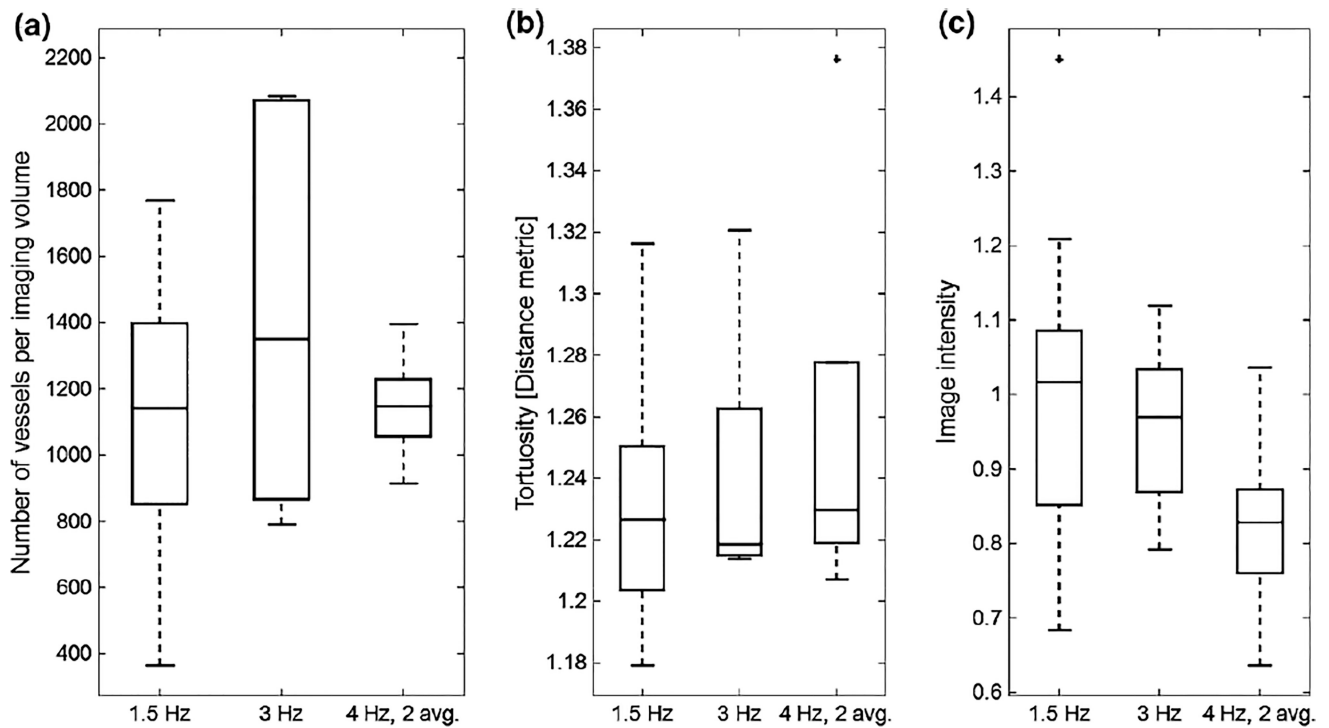 (a)
Number of vessels per imaging volume
2200
2000
1800
1600
1400
1200
1000
800
600
400
1.5 Hz
3 Hz
4 Hz, 2 avg.
(b)
Tortuosity [Distance metric]
1.38
1.36
1.34
1.32
1.3
1.28
1.26
1.24
1.22
1.2
1.18
1.5 Hz
3 Hz
4 Hz, 2 avg.
(c)
Image intensity
1.4
1.3
1.2
1.1
1
0.9
0.8
0.7
0.6
1.5 Hz
3 Hz
4 Hz, 2 avg.